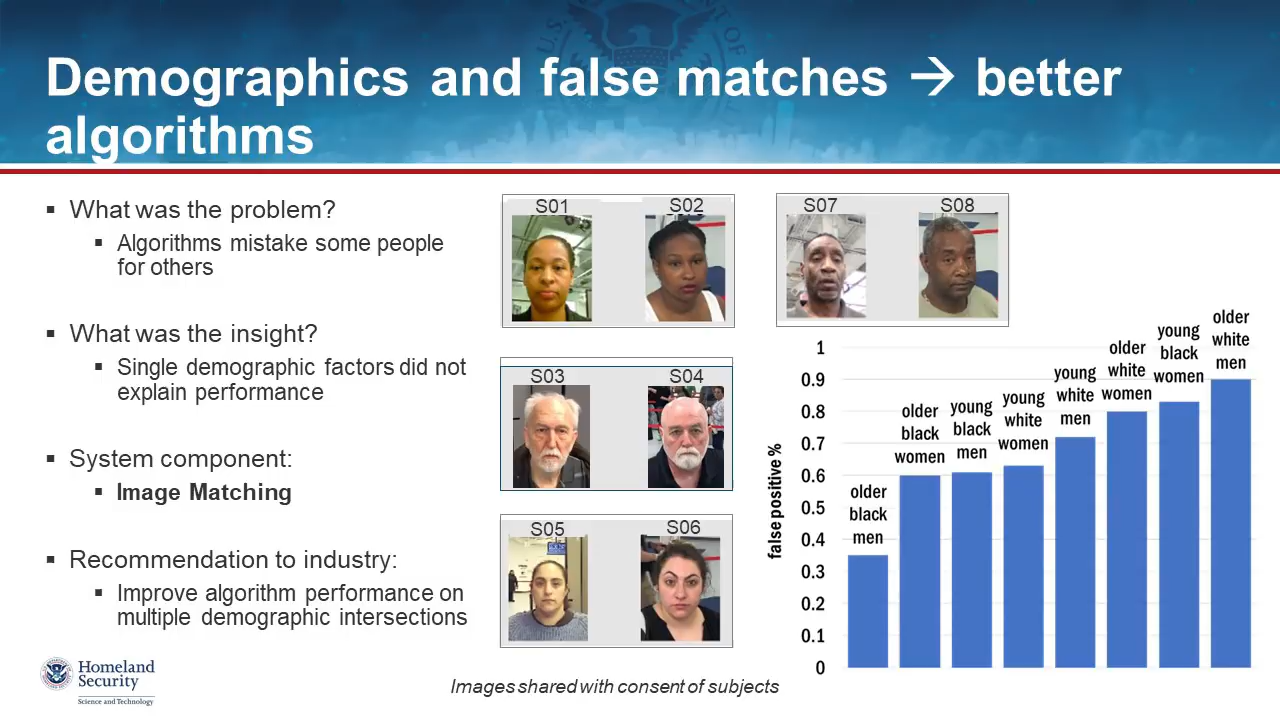 Demographics and false matches → better
algorithms
▪ What was the problem?
▪ Algorithms mistake some people
for others
▪ What was the insight?
▪ Single demographic factors did not
explain performance
▪ System component:
▪ Image Matching
▪ Recommendation to industry:
▪ Improve algorithm performance on
multiple demographic intersections
S01 S02
S07 S08
S03 S04
S05 S06
false positive %
1
0.9
0.8
0.7
0.6
0.5
0.4
0.3
0.2
0.1
0
older
black
men
older
black
women
young
black
men
young
white
women
young
white
men
older
white
women
young
black
women
older
white
men
Images shared with consent of subjects
Homeland
Security
Science and Technology